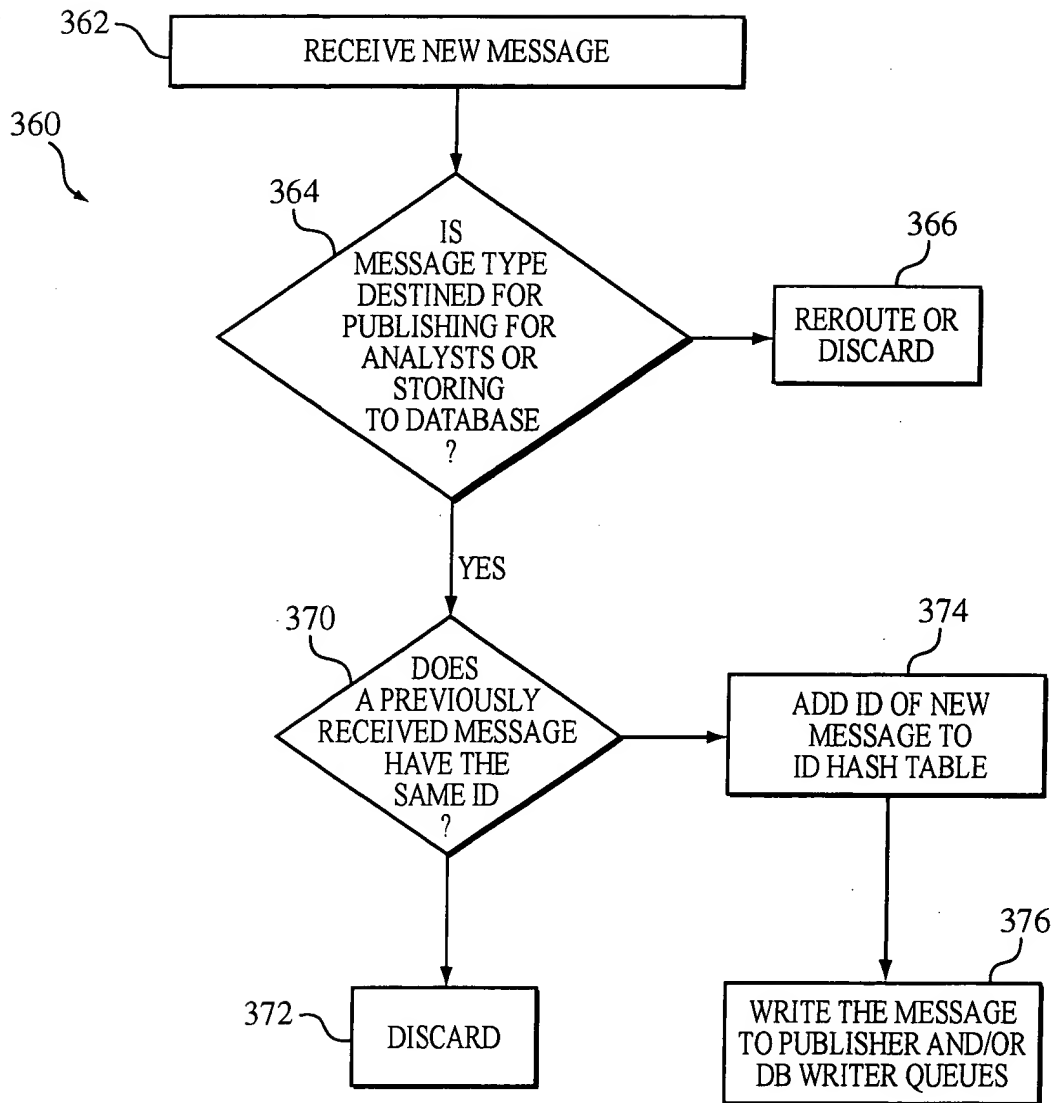 362
RECEIVE NEW MESSAGE
360
364
IS
MESSAGE TYPE
DESTINED FOR
PUBLISHING FOR
ANALYSTS OR
STORING
TO DATABASE
?
366
REROUTE OR
DISCARD
YES
370
DOES
A PREVIOUSLY
RECEIVED MESSAGE
HAVE THE
SAME ID
?
374
ADD ID OF NEW
MESSAGE TO
ID HASH TABLE
372
DISCARD
376
WRITE THE MESSAGE
TO PUBLISHER AND/OR
DB WRITER QUEUES